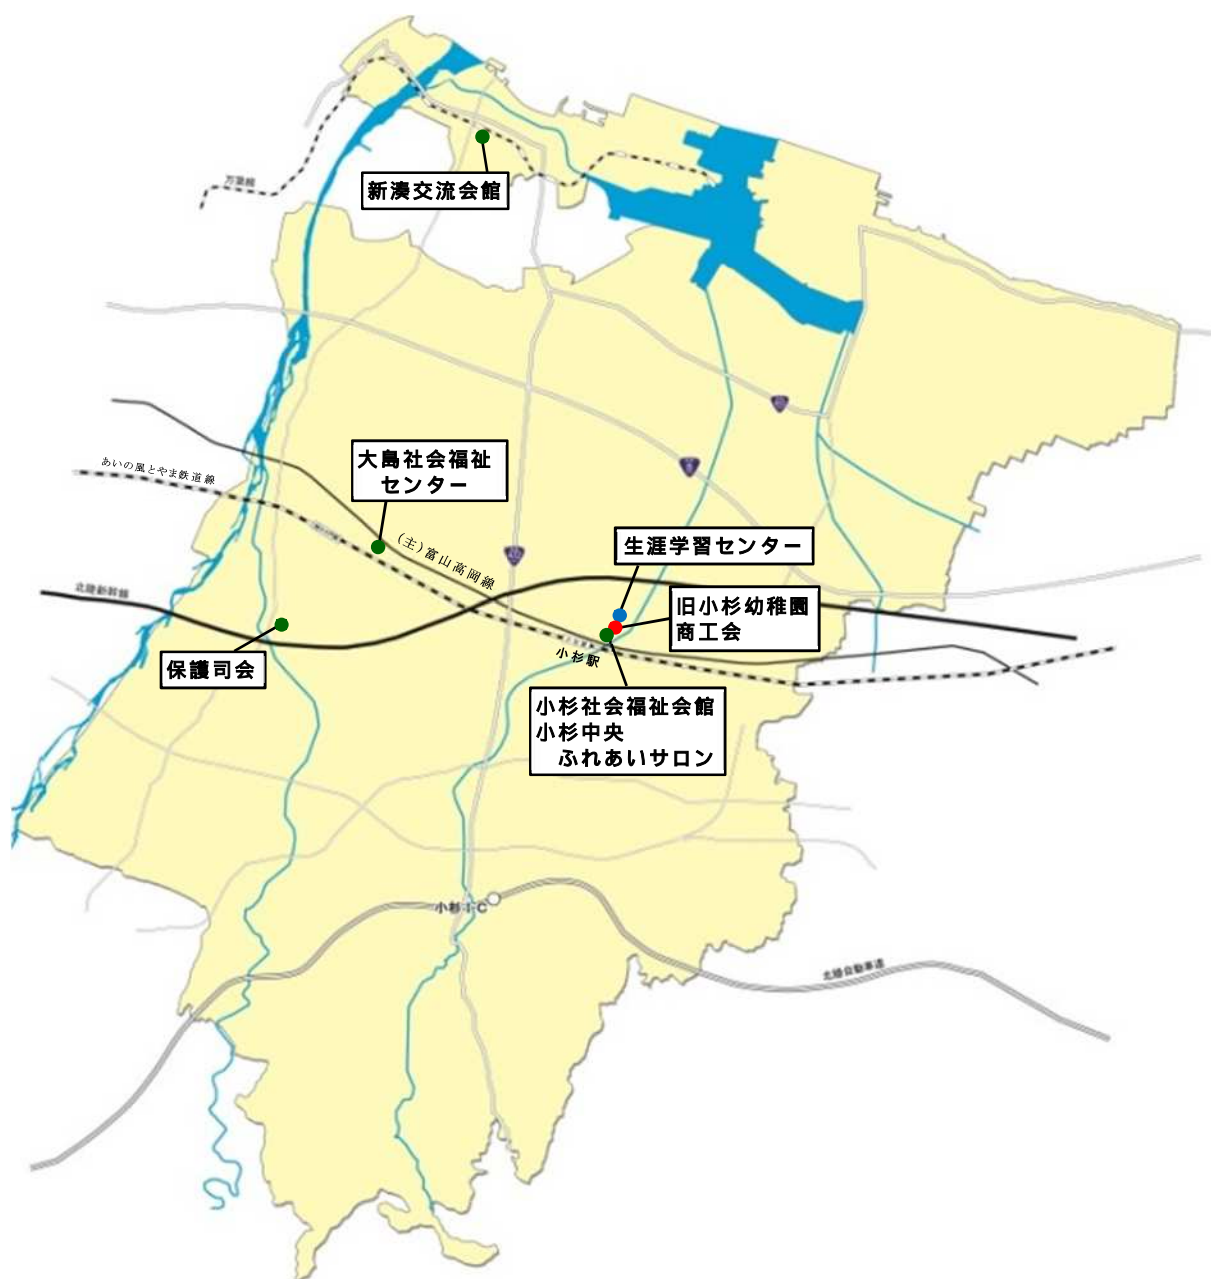 万葉線
新湊交流会館
大島社会福祉
センター
あいの風とやま鉄道線
(主)富山高岡線
生涯学習センター
旧小杉幼稚園
商工会
北陸新幹線
小杉駅
保護司会
小杉社会福祉会館
小杉中央
ふれあいサロン
小杉IC
北陸自動車道